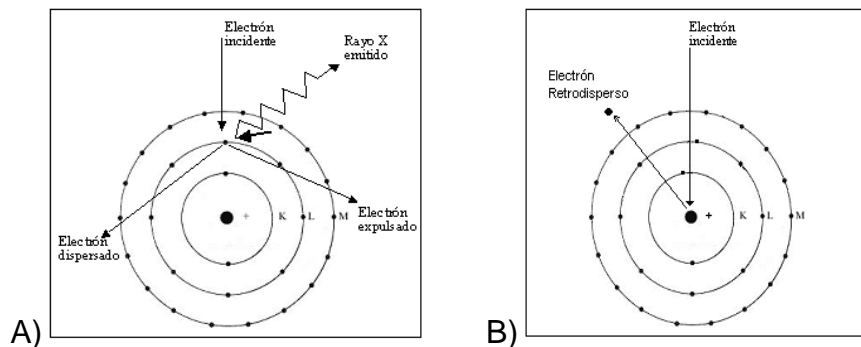 Electrón
incidente
Rayo X
emitido
+
K
L
M
Electrón
expulsado
Electrón
dispersado
A)
Electrón
incidente
Electrón
Retrodisperso
+
K
L
M
B)